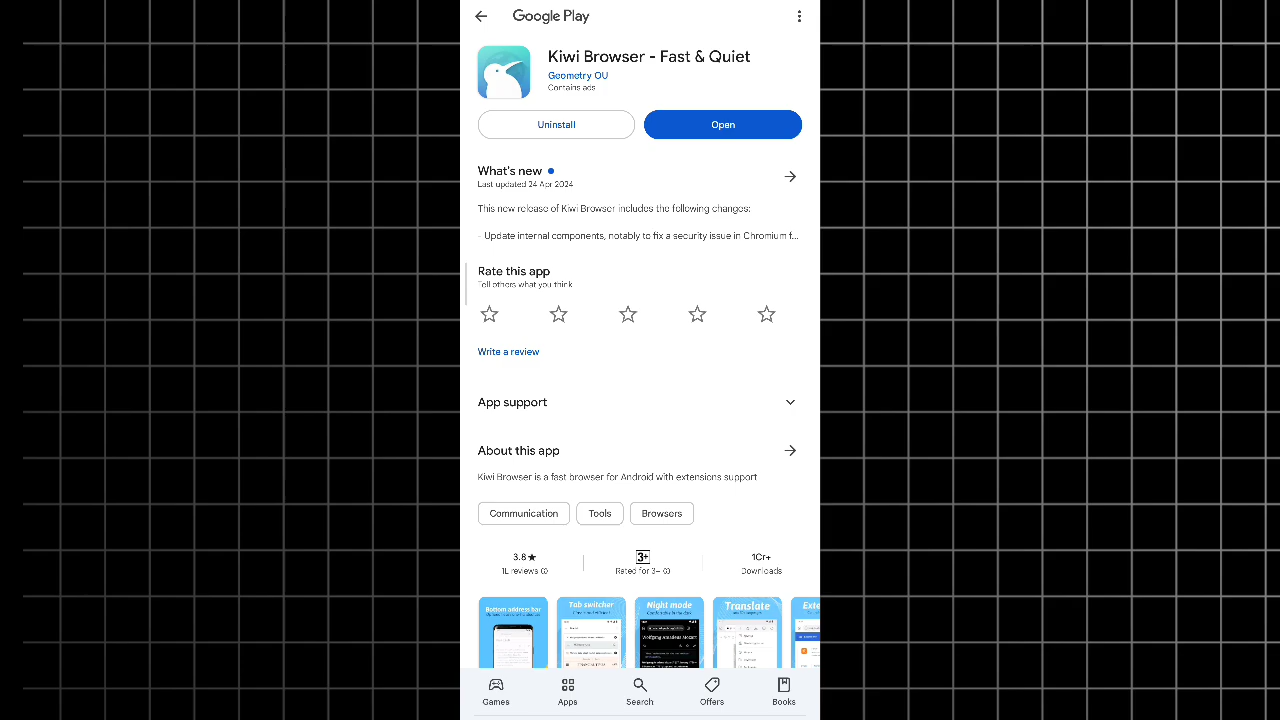 Google Play
Kiwi Browser - Fast & Quiet
Geometry OU
Contains ads
Uninstall
Open
What's new
Last updated 24 Apr 2024
This new release of Kiwi Browser includes the following changes:
- Update internal components, notably to fix a security issue in Chromium f...
Rate this app
Tell others what you think
Write a review
App support
About this app
Kiwi Browser is a fast browser for Android with extensions support
Communication
Tools
Browsers
3.8★
1L reviews
3+
Rated for 3+
1Cr+
Downloads
Bottom address bar
Tab switcher
Night mode
Translate
Exte
Wolfgang Amadeus Mozart
Games
Apps
Search
Offers
Books